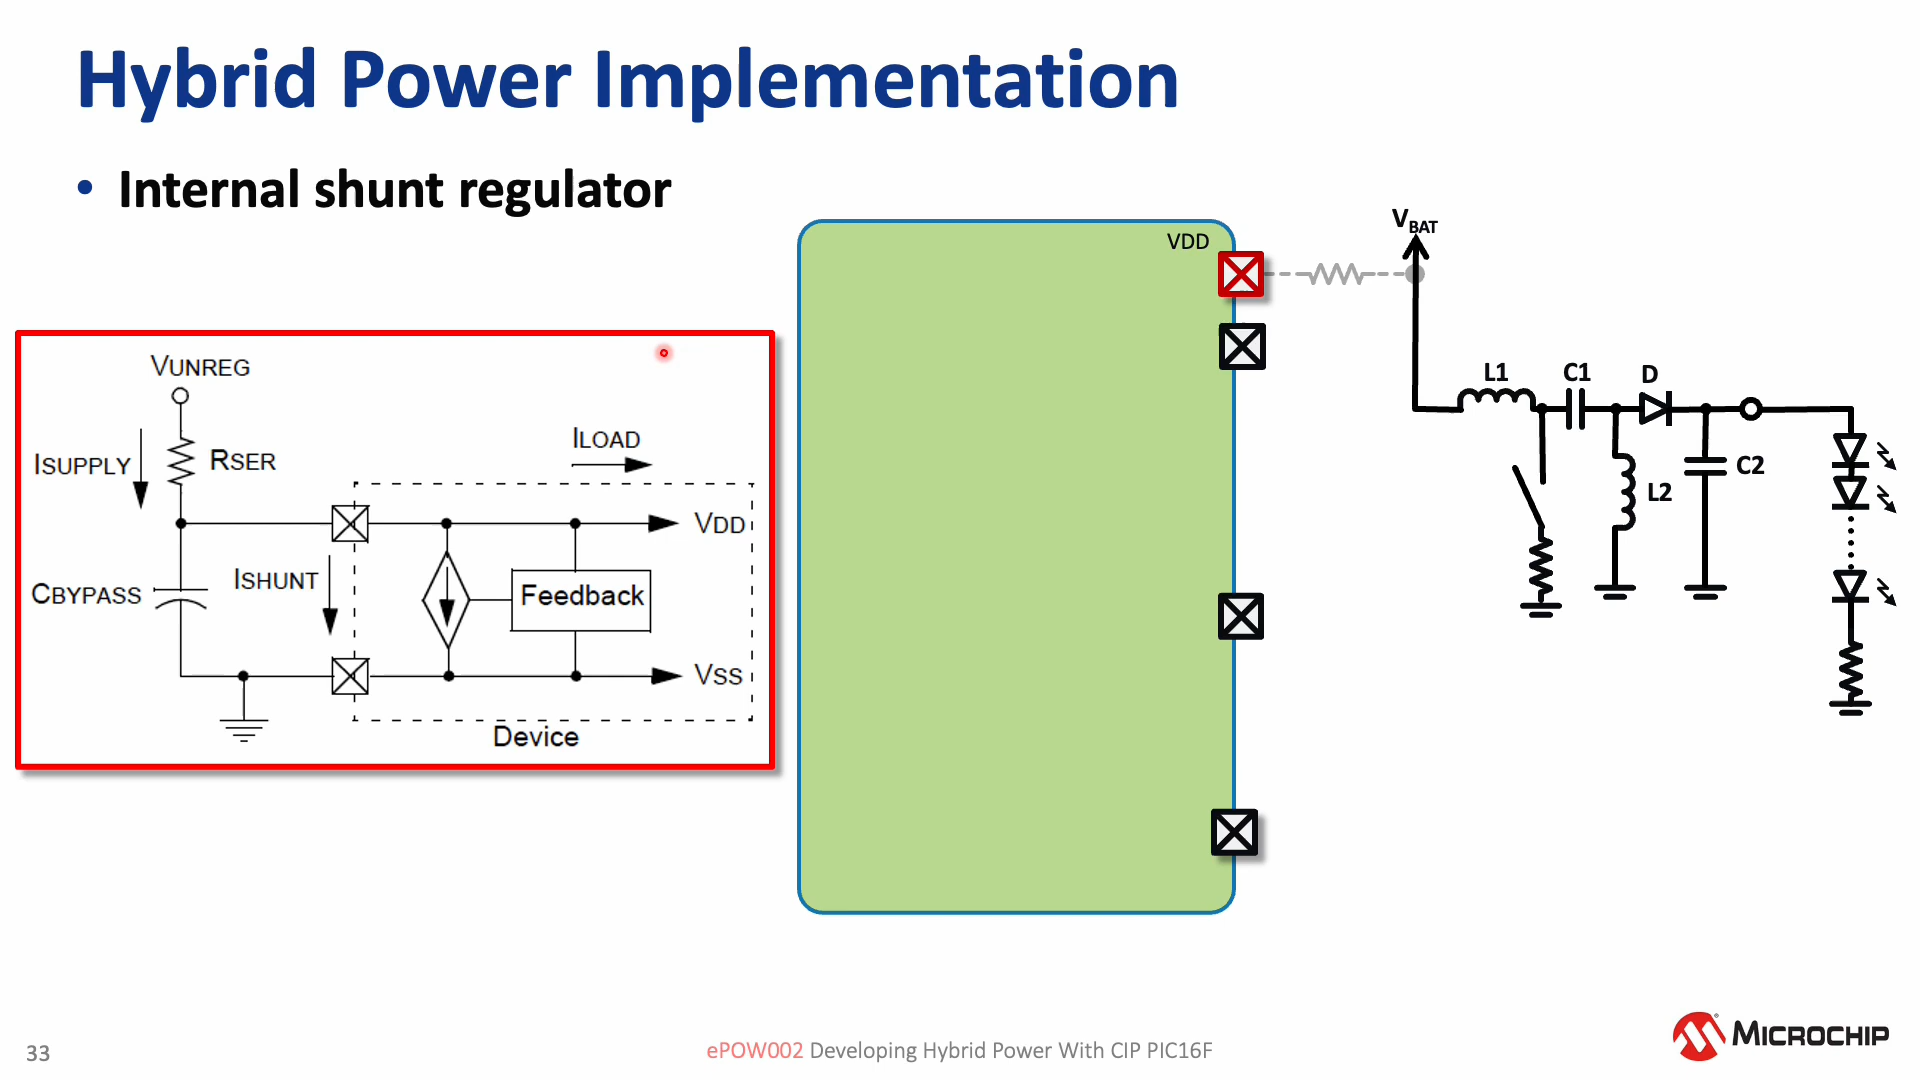 Hybrid Power Implementation
• Internal shunt regulator
VDD
VBAT
VUNREG
ISUPPLY
RSER
ILOAD
VDD
CBYPASS
ISHUNT
Feedback
VSS
Device
L1
C1
D
L2
C2
33
ePOW002 Developing Hybrid Power With CIP PIC16F
MICROCHIP